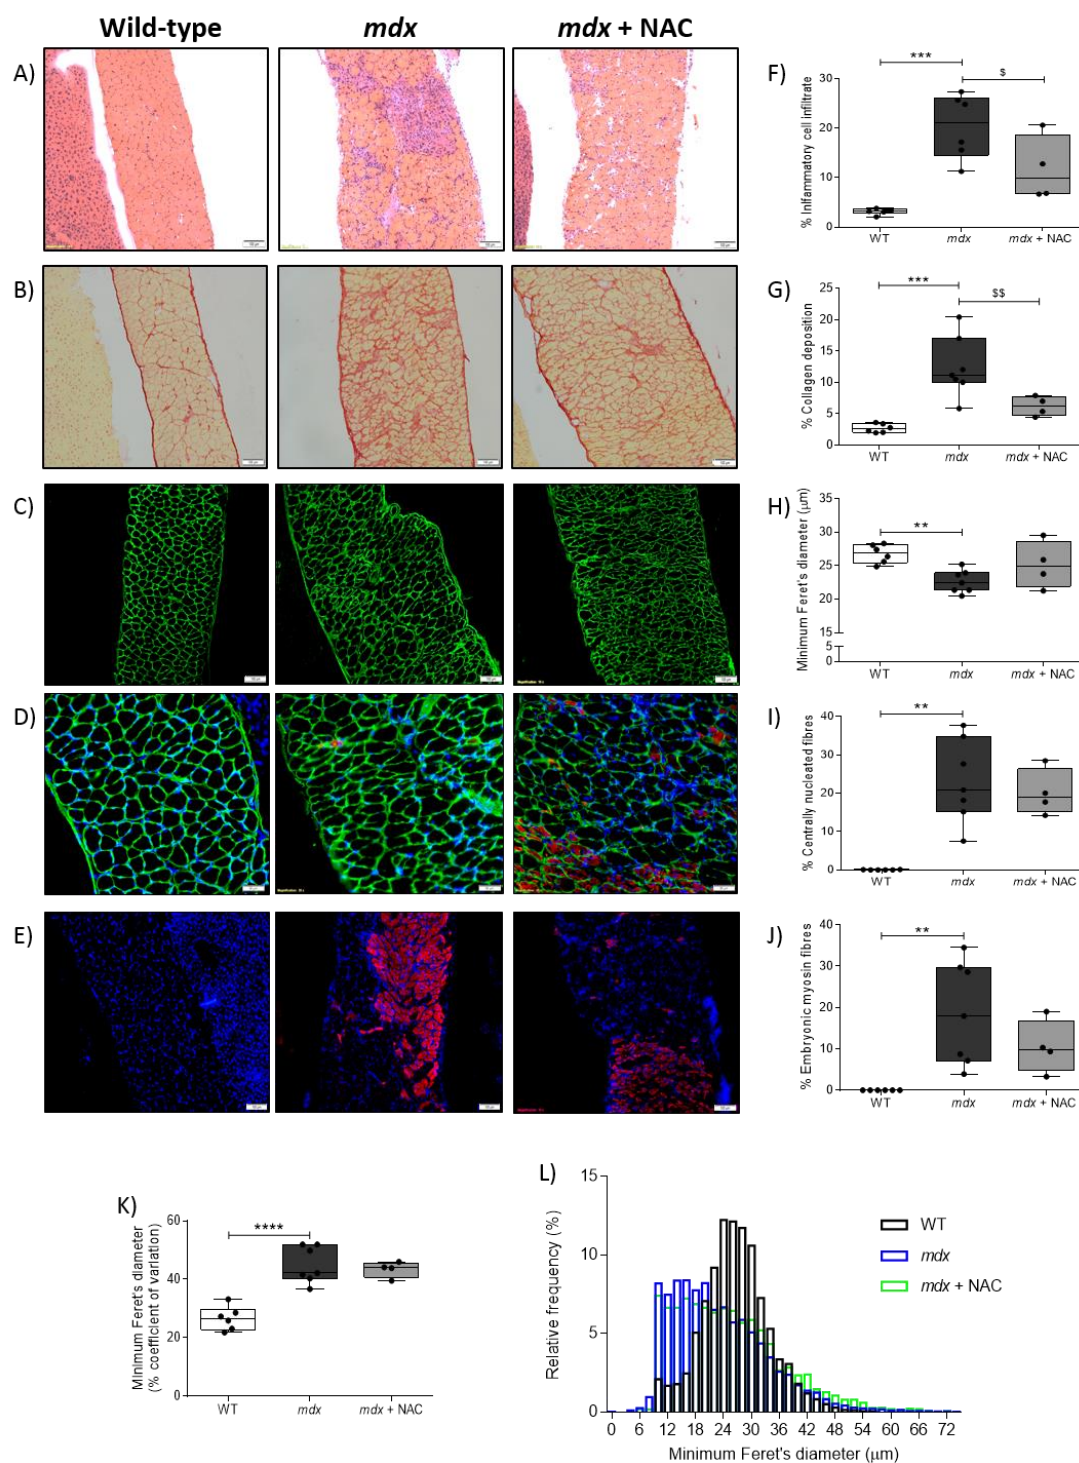 Wild-type mdx mdx + NAC
A)
B)
C)
D)
E)
F)
% Inflammatory cell infiltrate
30
20
10
0
*** $
WT mdx mdx + NAC
G)
% Collagen deposition
25
20
15
10
5
0
*** $$
WT mdx mdx + NAC
H)
Minimum Feret's diameter (μm)
35
30
25
20
15
5
0
**
WT mdx mdx + NAC
I)
% Centrally nucleated fibres
40
30
20
10
0
**
WT mdx mdx + NAC
J)
% Embryonic myosin fibres
40
30
20
10
0
**
WT mdx mdx + NAC
K)
Minimum Feret's diameter
(% coefficient of variation)
60
40
20
0
****
WT mdx mdx + NAC
L)
Relative frequency (%)
15
10
5
0
WT
mdx
mdx + NAC
0 6 12 18 24 30 36 42 48 54 60 66 72
Minimum Feret's diameter (μm)